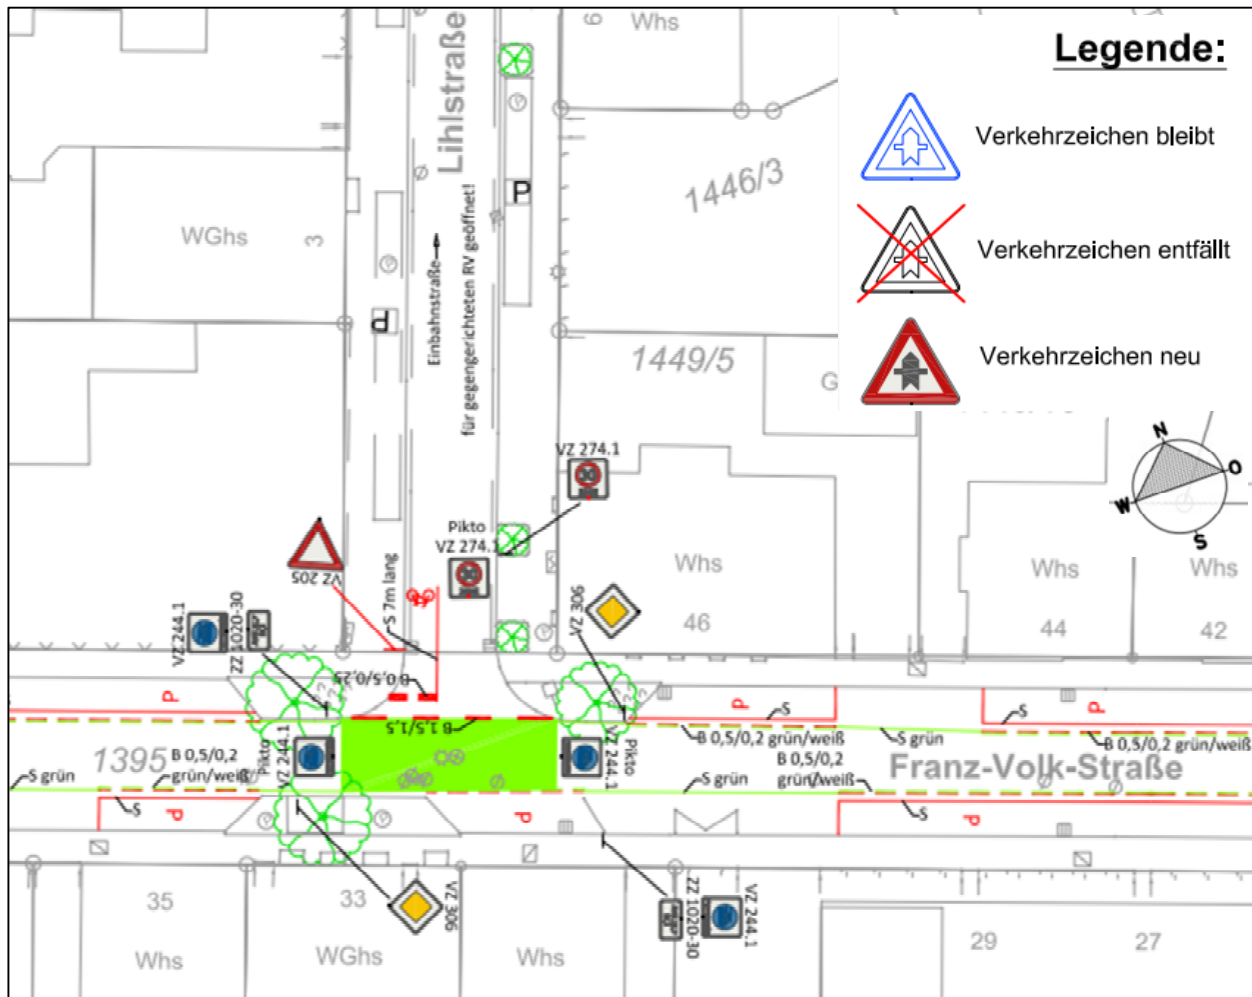 Legende:
Verkehrzeichen bleibt
Verkehrzeichen entfällt
Verkehrzeichen neu
Lihlstraße
9
Whs
1446/3
P
WGhs
3
P
Einbahnstraße
für gegengerichteten RV geöffnet!
1449/5
G
N
O
W
S
VZ 274.1
30
Pikto
VZ 274.1
30
VZ 205
S 7m lang
VZ 306
Whs
46
Whs
44
Whs
42
VZ 244.1
ZZ 1020-30
B 0,5/0,25
B 1,5/1,5
P
P
P
S
S
1395
B 0,5/0,2
grün/weiß
Pikto
VZ 244.1
Pikto
VZ 244.1
B 0,5/0,2 grün/weiß
S grün
B 0,5/0,2
grün/weiß
B 0,5/0,2 grün/weiß
Franz-Volk-Straße
S grün
S grün
S
P
P
S
P
35
Whs
33
WGhs
VZ 306
Whs
ZZ 1020-30
VZ 244.1
29
27